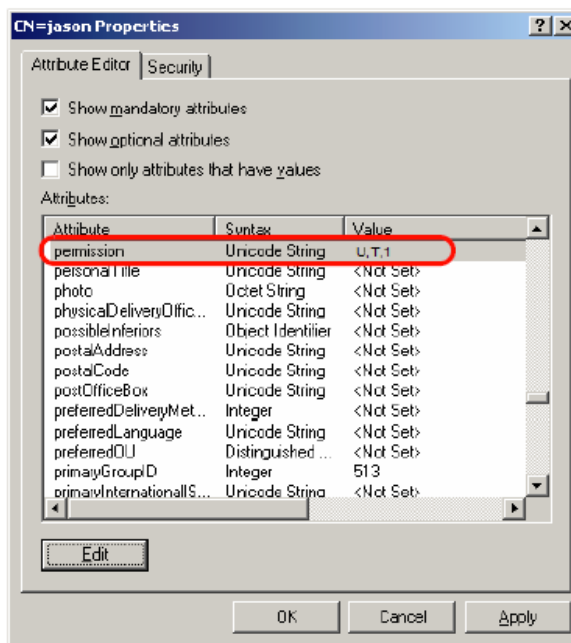 CN=jason Properties
Attribute Editor Security
Show mandatory attributes
Show optional attributes
Show only attributes that have values
Attributes:
Attribute Syntax Value
permission Unicode String U,T,1
personalTitle Unicode String <Not Set>
photo Octet String <Not Set>
physicalDeliveryOffic... Unicode String <Not Set>
possibleInferiors Object Identifier <Not Set>
postalAddress Unicode String <Not Set>
postalCode Unicode String <Not Set>
postOfficeBox Unicode String <Not Set>
preferredDeliveryMet... Integer <Not Set>
preferredLanguage Unicode String <Not Set>
preferredOU Distinguished ... <Not Set>
primaryGroupID Integer 513
primaryInternationalIS... Unicode String <Not Set>
Edit
OK Cancel Apply